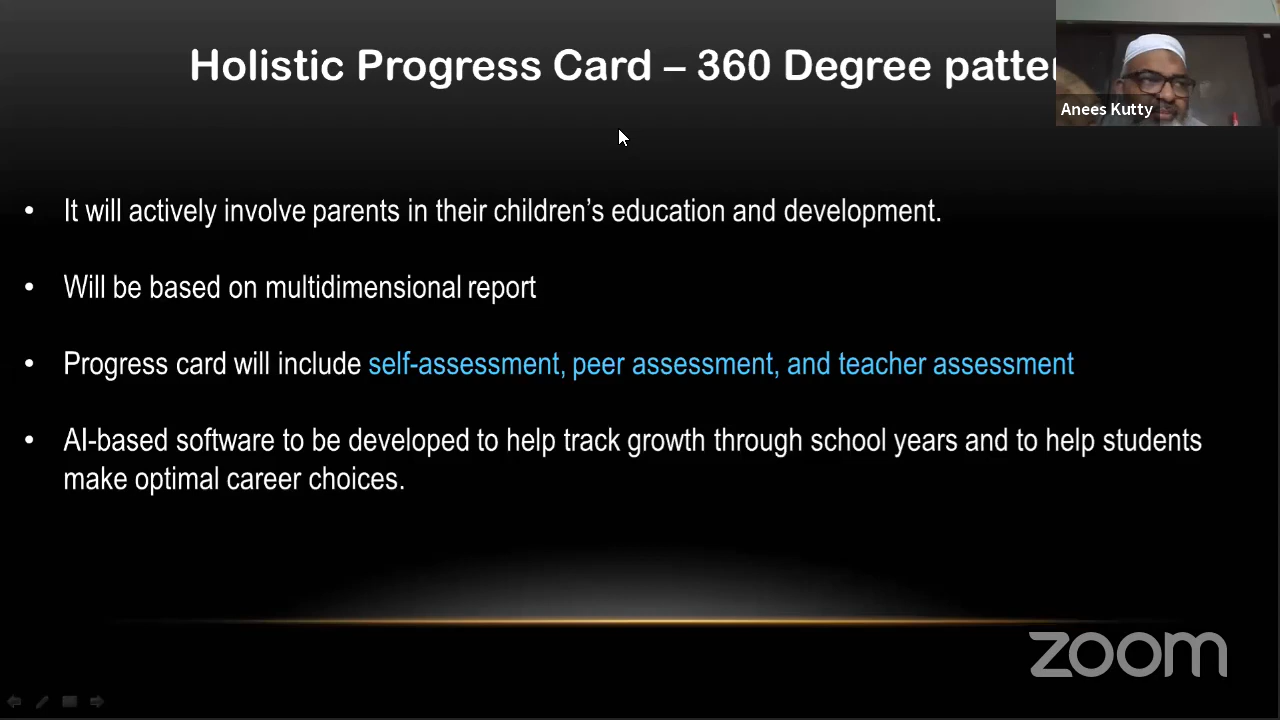 Holistic Progress Card – 360 Degree patter
Anees Kutty
• It will actively involve parents in their children’s education and development.
• Will be based on multidimensional report
• Progress card will include self-assessment, peer assessment, and teacher assessment
• AI-based software to be developed to help track growth through school years and to help students
make optimal career choices.
zoom